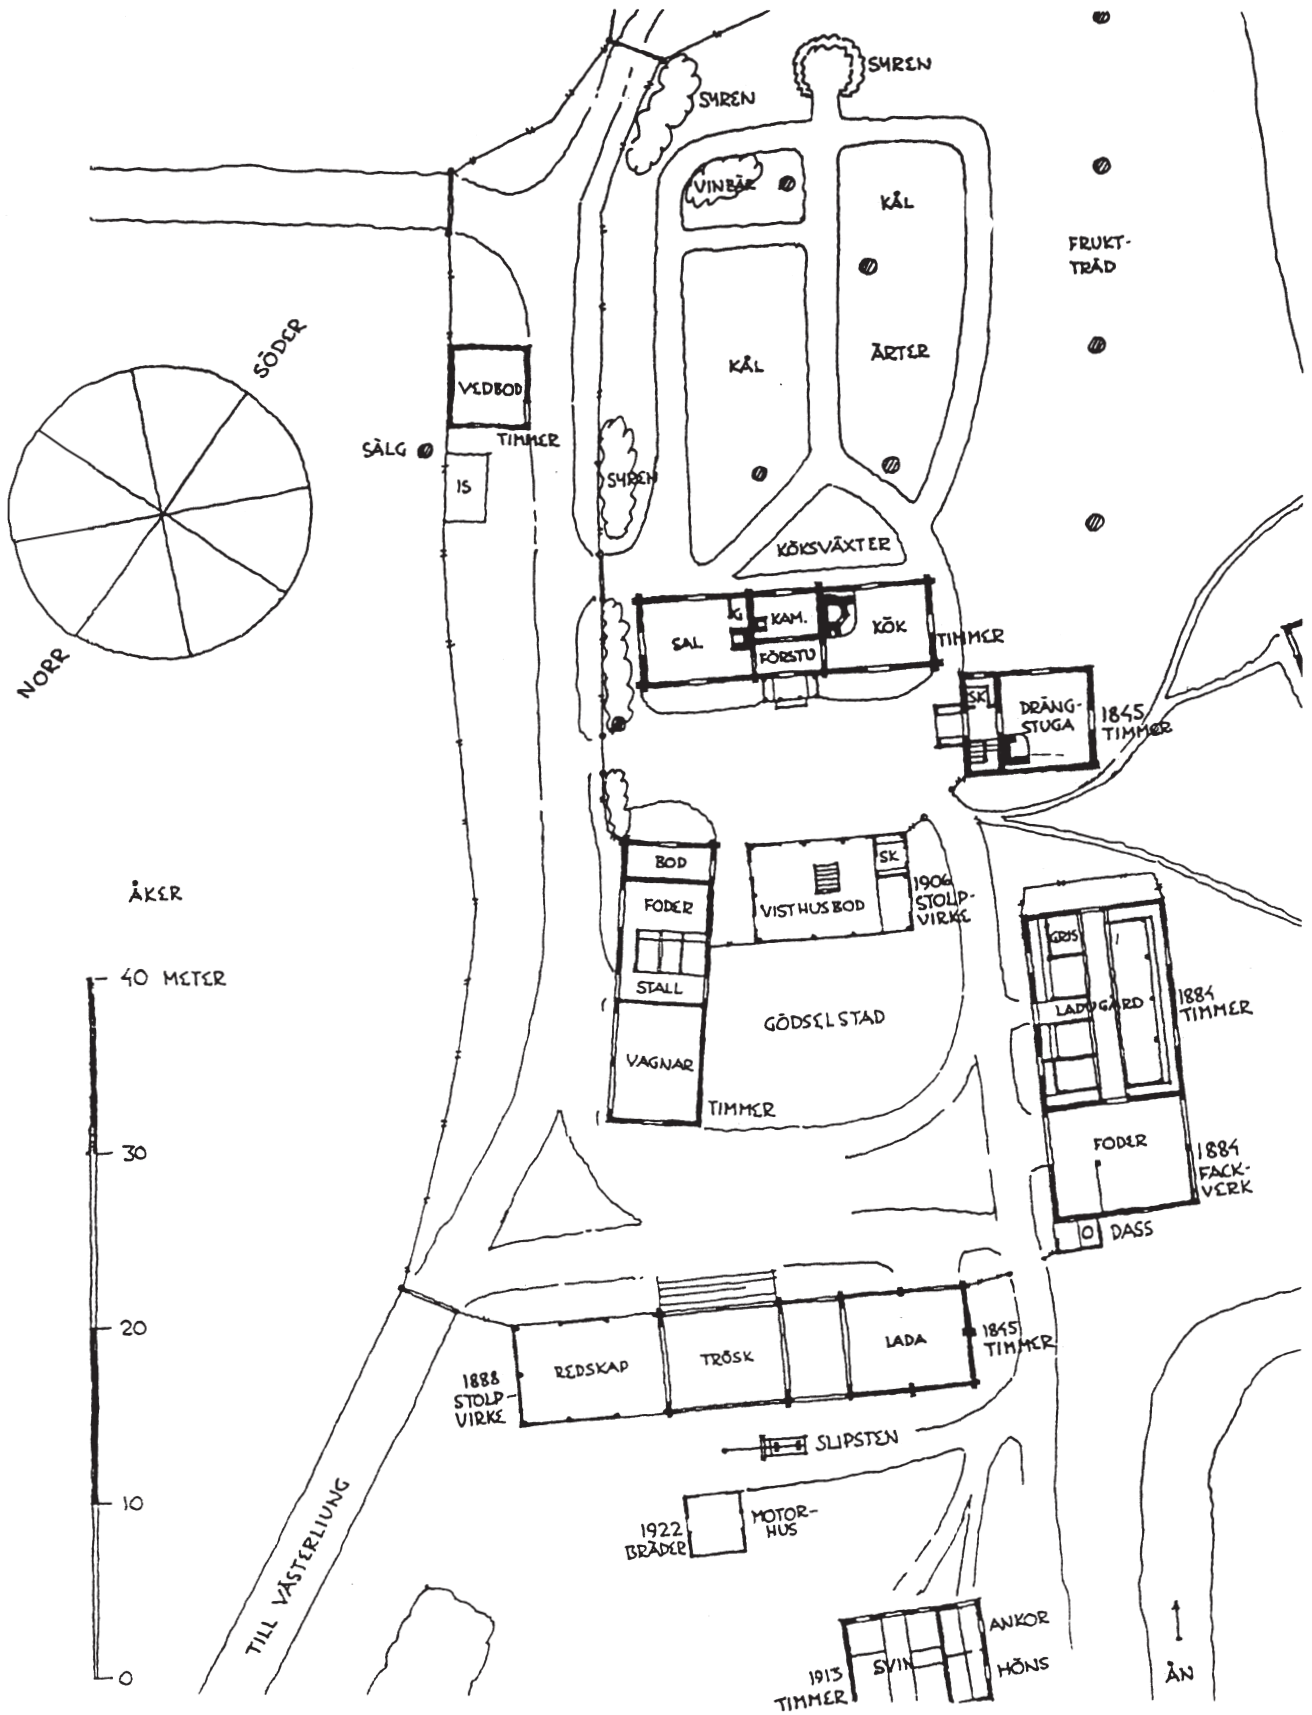 SYREN
SYREN
VINBÄR
KÅL
FRUKT-
TRÄD
SÖDER
KÅL
ÄRTER
VEDBOD
TIMMER
SÄLG
IS
SYREN
KÖKSVÄXTER
NORR
SAL
G
KAM.
FÖRSTU
KÖK
TIMMER
SK
DRÄNG-
STUGA
1845
TIMMER
BOD
FODER
STALL
VAGNAR
TIMMER
VISTHUSBOD
SK
1906
STOLP-
VIRKE
GÖDSELSTAD
ÅKER
40 METER
30
20
10
0
GRIS
LADUGÅRD
1884
TIMMER
FODER
1884
FACK-
VERK
DASS
REDSKAP
TRÖSK
LADA
1845
TIMMER
1888
STOLP-
VIRKE
SLIPSTEN
MOTOR-
HUS
1922
BRÄDER
TILL VÄSTERLIUNG
ANKOR
SVIN
HÖNS
1913
TIMMER
ÅN